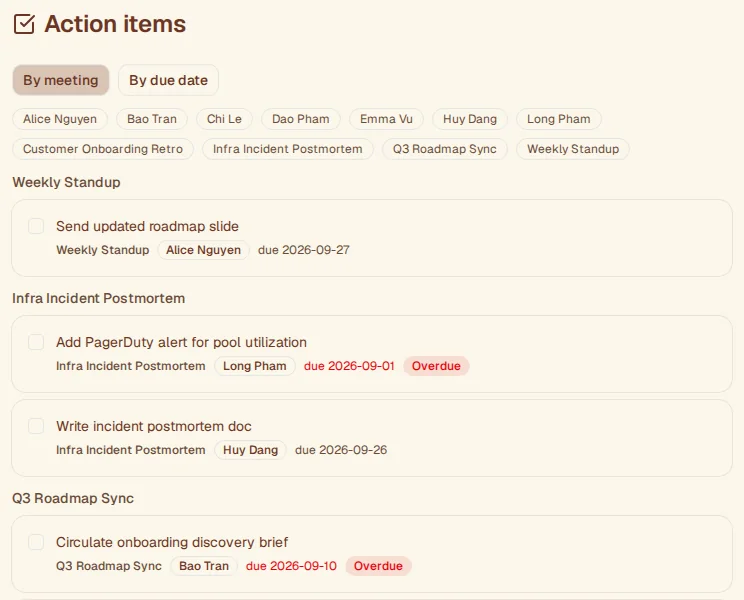 Action items
By meeting By due date
Alice Nguyen Bao Tran Chi Le Dao Pham Emma Vu Huy Dang Long Pham
Customer Onboarding Retro Infra Incident Postmortem Q3 Roadmap Sync Weekly Standup
Weekly Standup
Send updated roadmap slide
Weekly Standup Alice Nguyen due 2026-09-27
Infra Incident Postmortem
Add PagerDuty alert for pool utilization
Infra Incident Postmortem Long Pham due 2026-09-01 Overdue
Write incident postmortem doc
Infra Incident Postmortem Huy Dang due 2026-09-26
Q3 Roadmap Sync
Circulate onboarding discovery brief
Q3 Roadmap Sync Bao Tran due 2026-09-10 Overdue